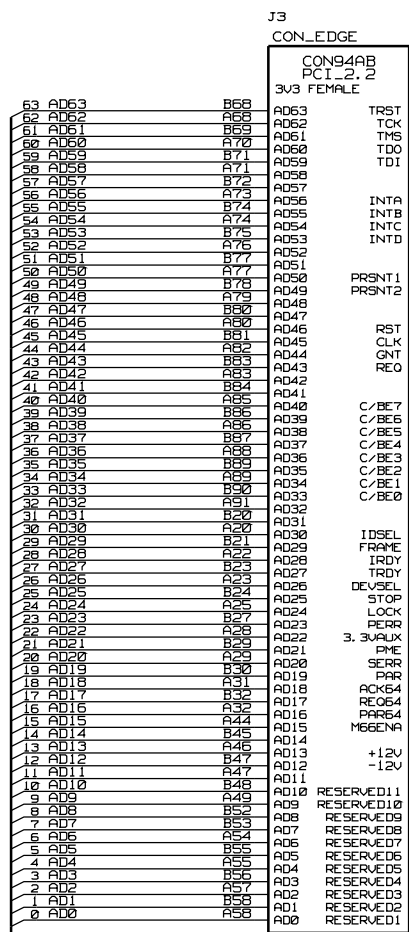 J3
CON_EDGE
CON94AB
PCI_2.2
3V3 FEMALE
63 AD63 B68 AD63 TRST
62 AD62 A68 AD62 TCK
61 AD61 B69 AD61 TMS
60 AD60 A70 AD60 TDO
59 AD59 B71 AD59 TDI
58 AD58 A71 AD58
57 AD57 B72 AD57
56 AD56 A73 AD56 INTA
55 AD55 B74 AD55 INTB
54 AD54 A74 AD54 INTC
53 AD53 B75 AD53 INTD
52 AD52 A76 AD52
51 AD51 B77 AD51
50 AD50 A77 AD50 PRSNT1
49 AD49 B78 AD49 PRSNT2
48 AD48 A79 AD48
47 AD47 B80 AD47
46 AD46 A80 AD46 RST
45 AD45 B81 AD45 CLK
44 AD44 A82 AD44 GNT
43 AD43 B83 AD43 REQ
42 AD42 A83 AD42
41 AD41 B84 AD41
40 AD40 A85 AD40 C/BE7
39 AD39 B86 AD39 C/BE6
38 AD38 A86 AD38 C/BE5
37 AD37 B87 AD37 C/BE4
36 AD36 A88 AD36 C/BE3
35 AD35 B89 AD35 C/BE2
34 AD34 A89 AD34 C/BE1
33 AD33 B90 AD33 C/BE0
32 AD32 A91 AD32
31 AD31 B20 AD31
30 AD30 A20 AD30 IDSEL
29 AD29 B21 AD29 FRAME
28 AD28 A22 AD28 IRDY
27 AD27 B23 AD27 TRDY
26 AD26 A23 AD26 DEVSEL
25 AD25 B24 AD25 STOP
24 AD24 A25 AD24 LOCK
23 AD23 B27 AD23 PERR
22 AD22 A28 AD22 3.3VAUX
21 AD21 B29 AD21 PME
20 AD20 A29 AD20 SERR
19 AD19 B30 AD19 PAR
18 AD18 A31 AD18 ACK64
17 AD17 B32 AD17 REQ64
16 AD16 A32 AD16 PAR64
15 AD15 A44 AD15 M66ENA
14 AD14 B45 AD14
13 AD13 A46 AD13 +12V
12 AD12 B47 AD12 -12V
11 AD11 A47 AD11
10 AD10 B48 AD10 RESERVED11
9 AD9 A49 AD9 RESERVED10
8 AD8 B52 AD8 RESERVED9
7 AD7 B53 AD7 RESERVED8
6 AD6 A54 AD6 RESERVED7
5 AD5 B55 AD5 RESERVED6
4 AD4 A55 AD4 RESERVED5
3 AD3 B56 AD3 RESERVED4
2 AD2 A57 AD2 RESERVED3
1 AD1 B58 AD1 RESERVED2
0 AD0 A58 AD0 RESERVED1